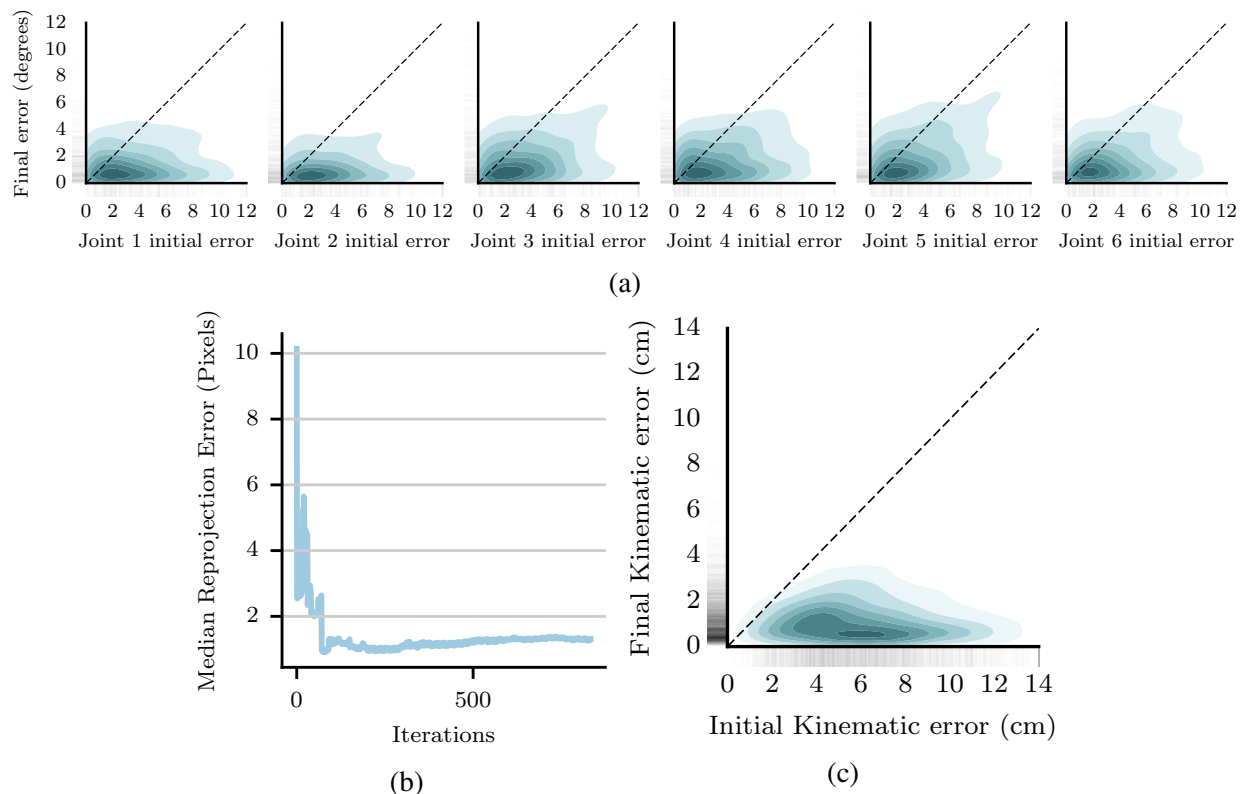 Final error (degrees)
12
10
8
6
4
2
0
0 2 4 6 8 10 12
0 2 4 6 8 10 12
0 2 4 6 8 10 12
0 2 4 6 8 10 12
0 2 4 6 8 10 12
0 2 4 6 8 10 12
Joint 1 initial error
Joint 2 initial error
Joint 3 initial error
Joint 4 initial error
Joint 5 initial error
Joint 6 initial error
(a)
Median Reprojection Error (Pixels)
10
8
6
4
2
0 500
Iterations
(b)
Final Kinematic error (cm)
14
12
10
8
6
4
2
0
0 2 4 6 8 10 12 14
Initial Kinematic error (cm)
(c)